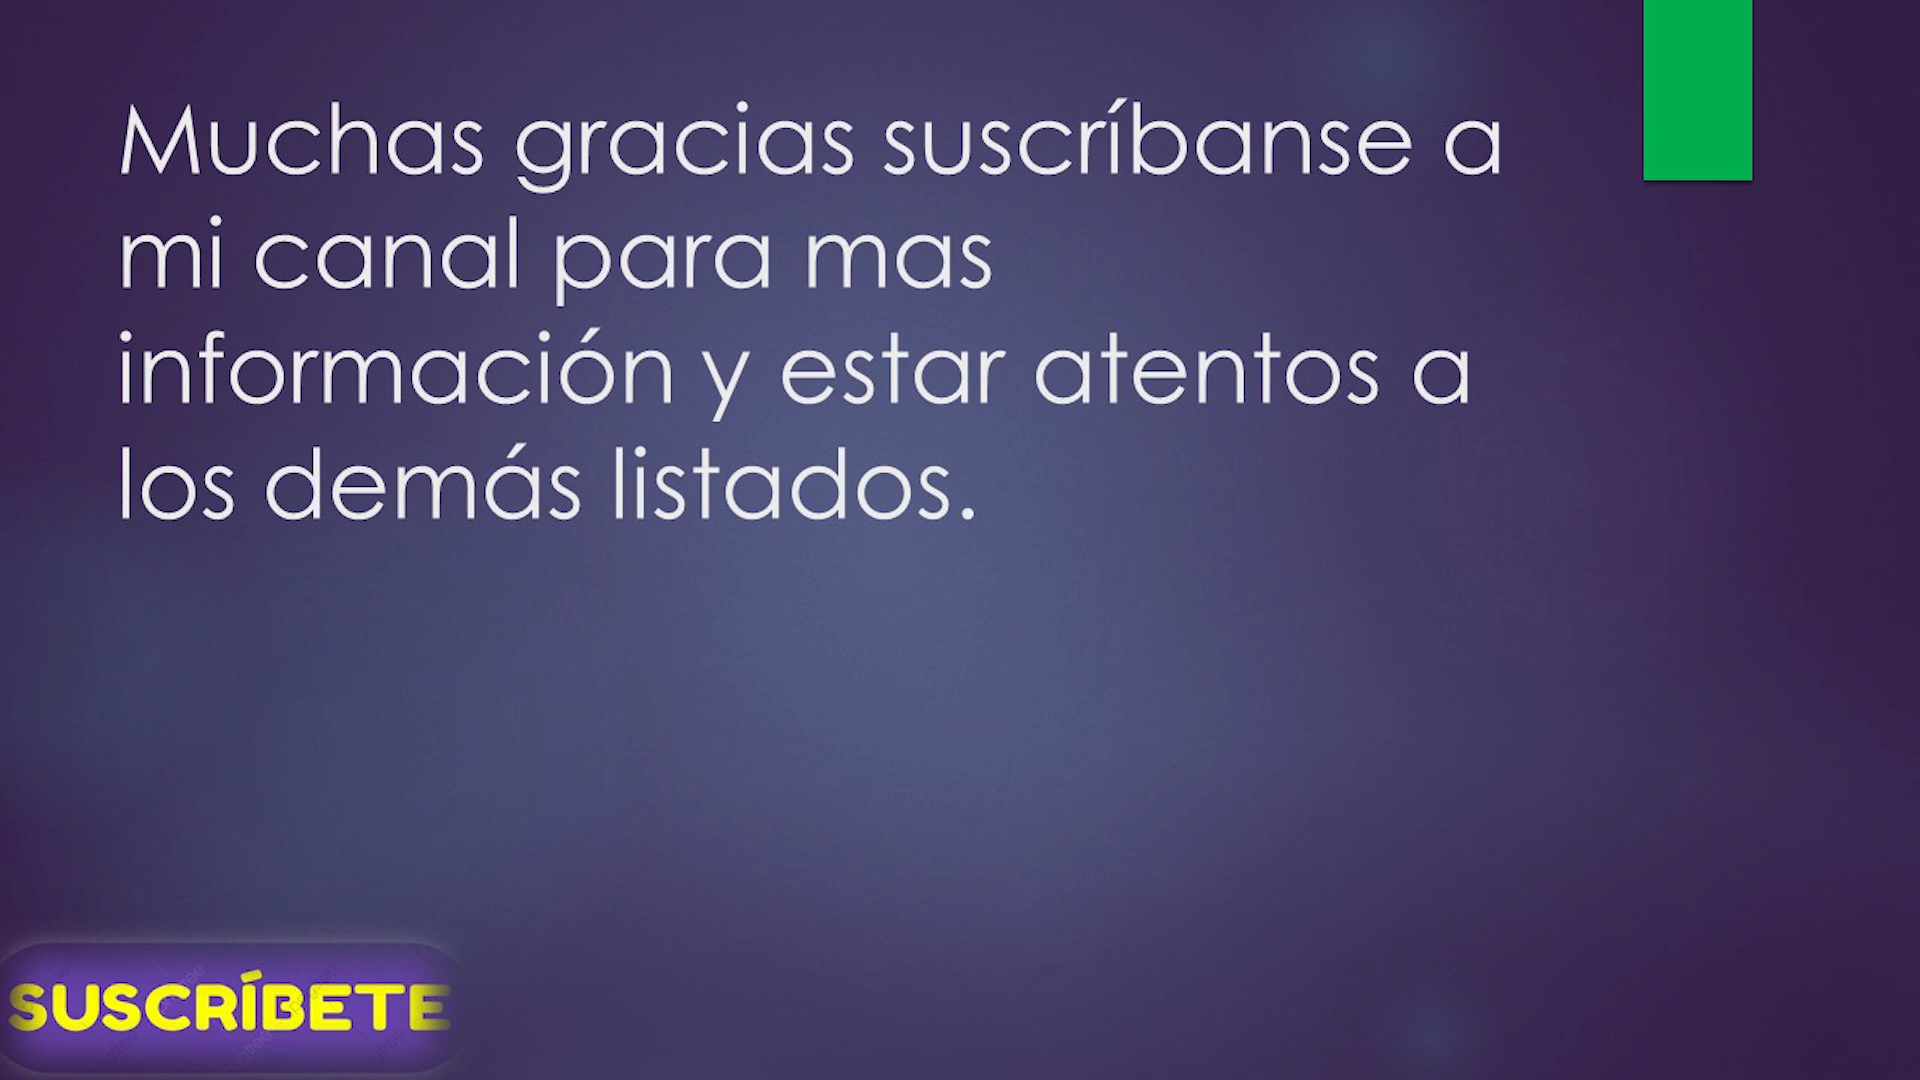 Muchas gracias suscríbanse a
mi canal para mas
información y estar atentos a
los demás listados.
SUSCRÍBETE